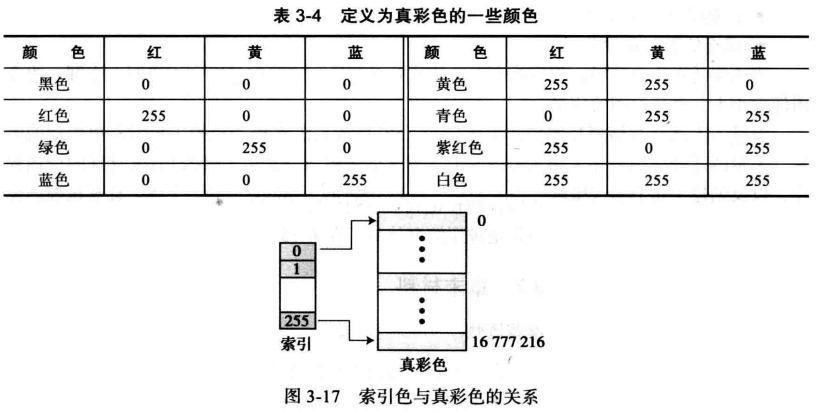 表 3-4 定义为真彩色的一些颜色
颜 色 红 黄 蓝 颜 色 红 黄 蓝
黑色 0 0 0 黄色 255 255 0
红色 255 0 0 青色 0 255 255
绿色 0 255 0 紫红色 255 0 255
蓝色 0 0 255 白色 255 255 255
0
0
1
255
索引
16 777 216
真彩色
图 3-17 索引色与真彩色的关系